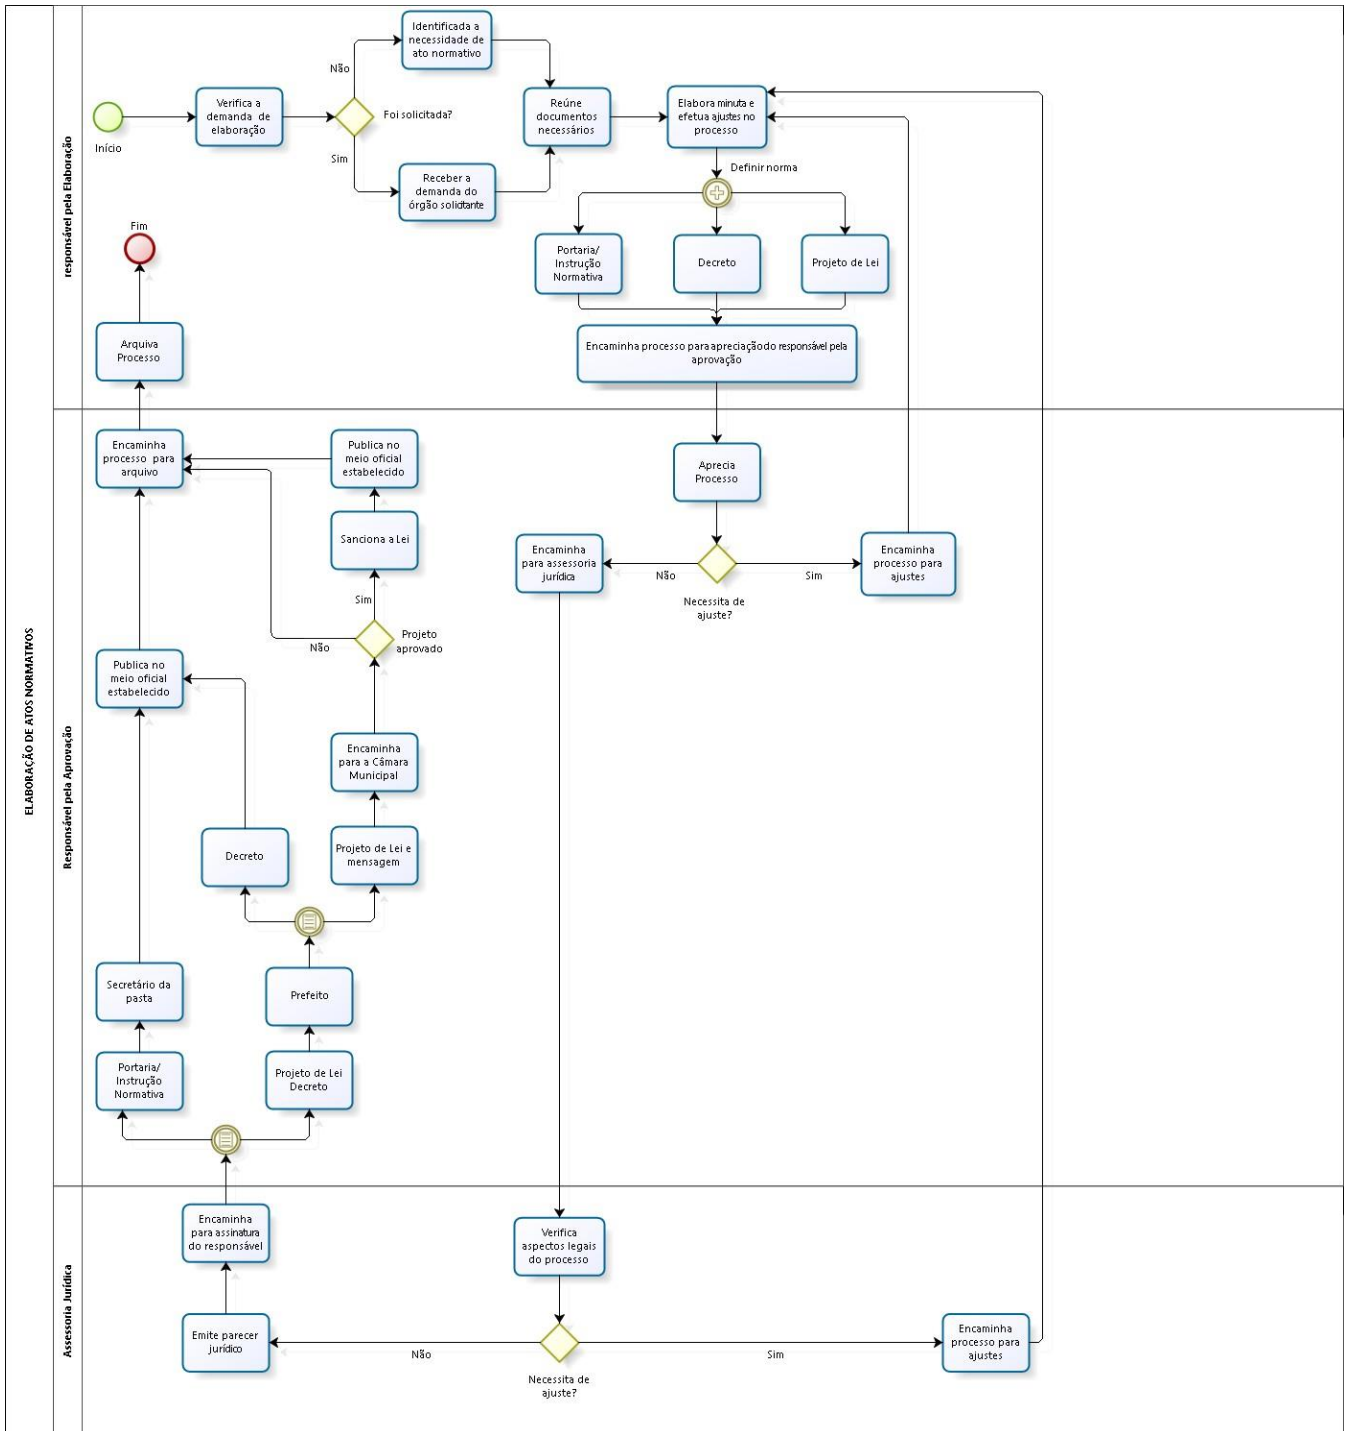 ELABORAÇÃO DE ATOS NORMATIVOS
responsável pela Elaboração
Início
Verifica a
demanda de
elaboração
Foi solicitada?
Não
Sim
Identificada a
necessidade de
ato normativo
Receber a
demanda do
órgão solicitante
Reúne
documentos
necessários
Elabora minuta e
efetua ajustes no
processo
Definir norma
Portaria/
Instrução
Normativa
Decreto
Projeto de Lei
Encaminha processo para apreciação do responsável pela
aprovação
Fim
Arquiva
Processo
Responsável pela Aprovação
Encaminha
processo para
arquivo
Publica no
meio oficial
estabelecido
Sanciona a Lei
Sim
Não
Projeto
aprovado
Aprecia
Processo
Encaminha
para assessoria
jurídica
Não
Sim
Necessita de
ajuste?
Encaminha
processo para
ajustes
Publica no
meio oficial
estabelecido
Encaminha
para a Câmara
Municipal
Decreto
Projeto de Lei e
mensagem
Secretário da
pasta
Prefeito
Portaria/
Instrução
Normativa
Projeto de Lei
Decreto
Assessoria Jurídica
Encaminha
para assinatura
do responsável
Verifica
aspectos legais
do processo
Emite parecer
jurídico
Não
Sim
Necessita de
ajuste?
Encaminha
processo para
ajustes